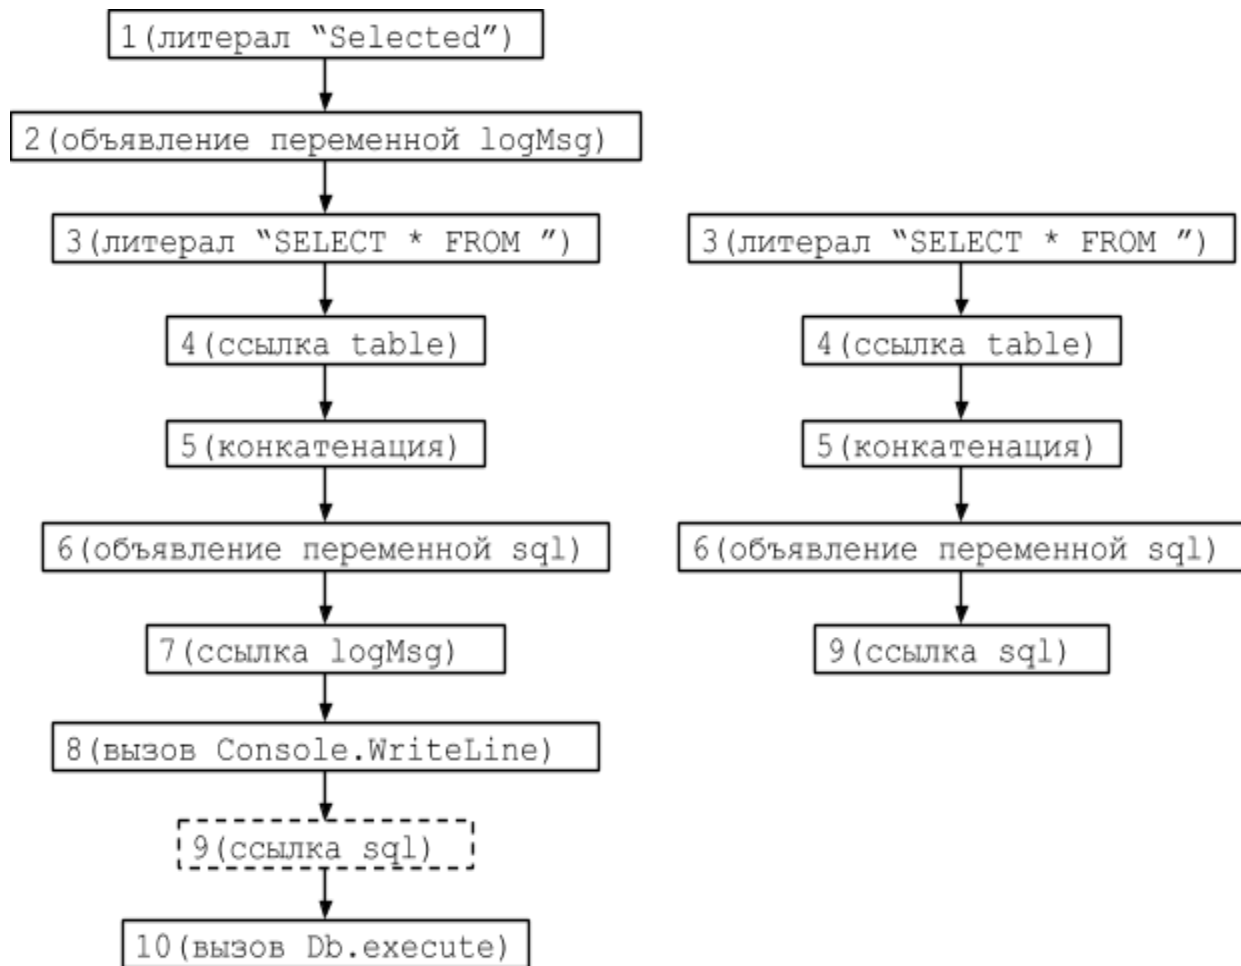 1(литерал “Selected”)
2(объявление переменной logMsg)
3(литерал “SELECT * FROM ”)
4(ссылка table)
5(конкатенация)
6(объявление переменной sql)
7(ссылка logMsg)
8(вызов Console.WriteLine)
9(ссылка sql)
10(вызов Db.execute)
3(литерал “SELECT * FROM ”)
4(ссылка table)
5(конкатенация)
6(объявление переменной sql)
9(ссылка sql)